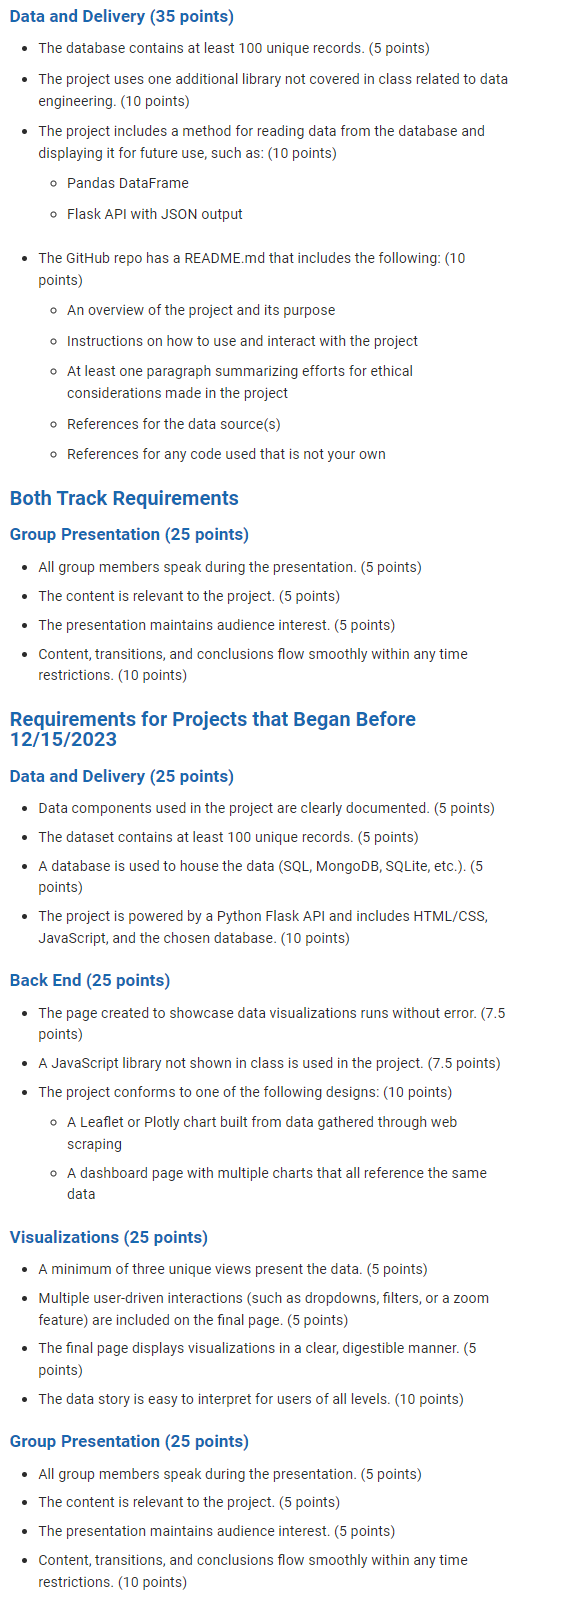 Data and Delivery (35 points)
• The database contains at least 100 unique records. (5 points)
• The project uses one additional library not covered in class related to data
engineering. (10 points)
• The project includes a method for reading data from the database and
displaying it for future use, such as: (10 points)
◦ Pandas DataFrame
◦ Flask API with JSON output
• The GitHub repo has a README.md that includes the following: (10
points)
◦ An overview of the project and its purpose
◦ Instructions on how to use and interact with the project
◦ At least one paragraph summarizing efforts for ethical
considerations made in the project
◦ References for the data source(s)
◦ References for any code used that is not your own
Both Track Requirements
Group Presentation (25 points)
• All group members speak during the presentation. (5 points)
• The content is relevant to the project. (5 points)
• The presentation maintains audience interest. (5 points)
• Content, transitions, and conclusions flow smoothly within any time
restrictions. (10 points)
Requirements for Projects that Began Before
12/15/2023
Data and Delivery (25 points)
• Data components used in the project are clearly documented. (5 points)
• The dataset contains at least 100 unique records. (5 points)
• A database is used to house the data (SQL, MongoDB, SQLite, etc.). (5
points)
• The project is powered by a Python Flask API and includes HTML/CSS,
JavaScript, and the chosen database. (10 points)
Back End (25 points)
• The page created to showcase data visualizations runs without error. (7.5
points)
• A JavaScript library not shown in class is used in the project. (7.5 points)
• The project conforms to one of the following designs: (10 points)
◦ A Leaflet or Plotly chart built from data gathered through web
scraping
◦ A dashboard page with multiple charts that all reference the same
data
Visualizations (25 points)
• A minimum of three unique views present the data. (5 points)
• Multiple user-driven interactions (such as dropdowns, filters, or a zoom
feature) are included on the final page. (5 points)
• The final page displays visualizations in a clear, digestible manner. (5
points)
• The data story is easy to interpret for users of all levels. (10 points)
Group Presentation (25 points)
• All group members speak during the presentation. (5 points)
• The content is relevant to the project. (5 points)
• The presentation maintains audience interest. (5 points)
• Content, transitions, and conclusions flow smoothly within any time
restrictions. (10 points)